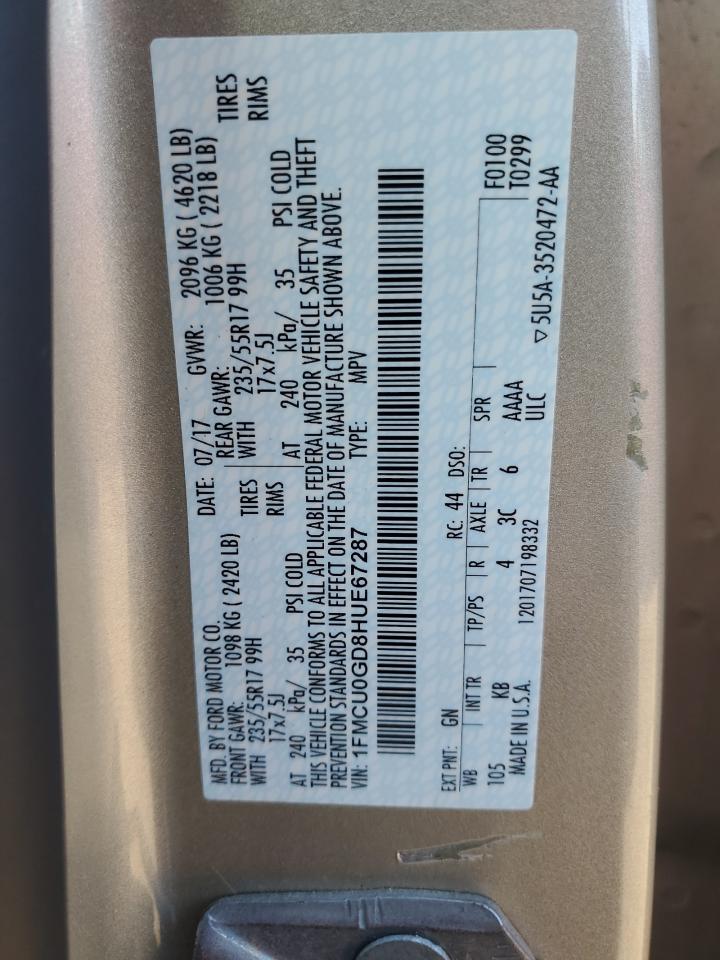 MFD. BY FORD MOTOR CO. DATE: 07/17 GVWR: 2096 KG ( 4620 LB)
FRONT GAWR: 1098 KG ( 2420 LB) REAR GAWR: 1006 KG ( 2218 LB)
WITH 235/55R17 99H TIRES WITH 235/55R17 99H TIRES
17x7.5J RIMS 17x7.5J RIMS
AT 240 kPa/ 35 PSI COLD AT 240 kPa/ 35 PSI COLD
THIS VEHICLE CONFORMS TO ALL APPLICABLE FEDERAL MOTOR VEHICLE SAFETY AND THEFT
PREVENTION STANDARDS IN EFFECT ON THE DATE OF MANUFACTURE SHOWN ABOVE.
VIN: 1FMCU0GD8HUE67287 TYPE: MPV
EXT PNT: GN RC: 44 DSO: F0100
WB INT TR TP/PS R AXLE TR SPR T0299
105 KB 4 3C 6 AAAA
MADE IN U.S.A. 1201707198332 ULC ▽5U5A-3520472-AA